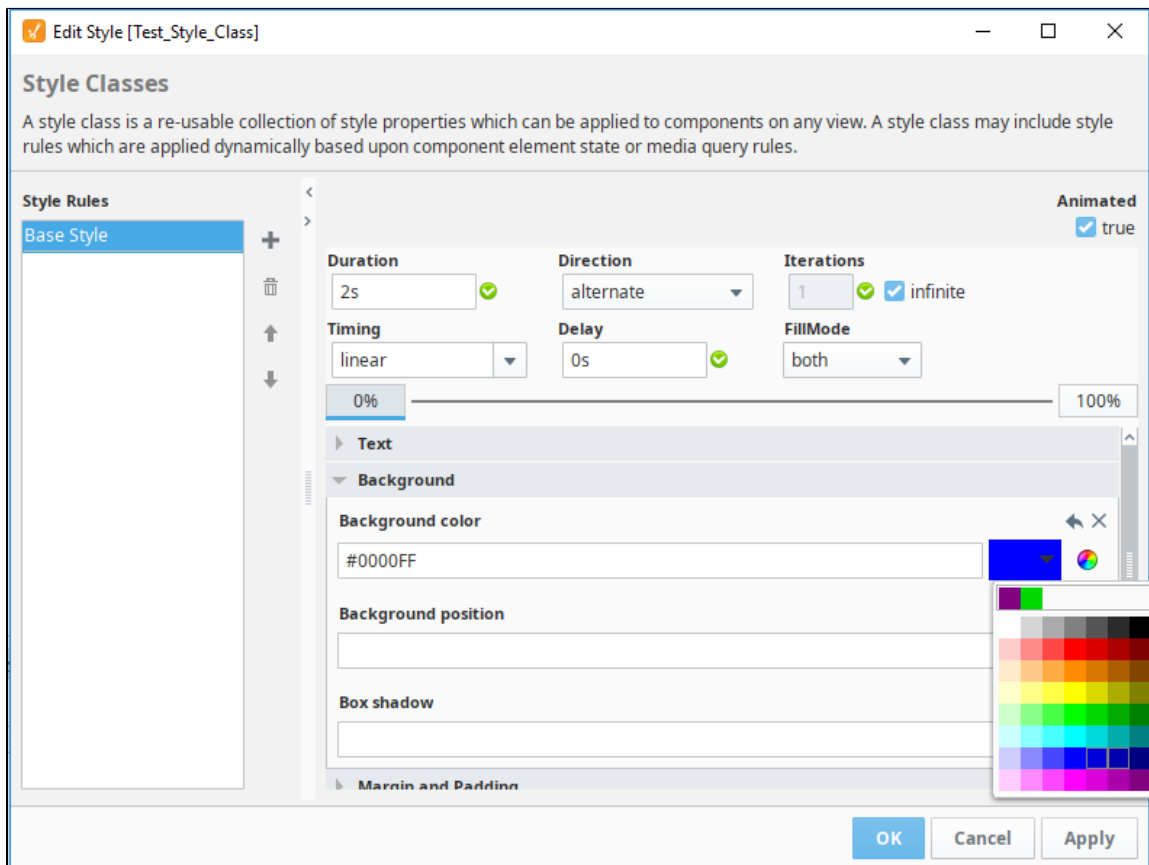 Edit Style [Test_Style_Class]
Style Classes
A style class is a re-usable collection of style properties which can be applied to components on any view. A style class may include style
rules which are applied dynamically based upon component element state or media query rules.
Style Rules
Base Style
Animated
true
Duration
Direction
Iterations
2s
alternate
1
infinite
Timing
Delay
FillMode
linear
0s
both
0%
100%
Text
Background
Background color
#0000FF
Background position
Box shadow
Margin and Padding
OK
Cancel
Apply